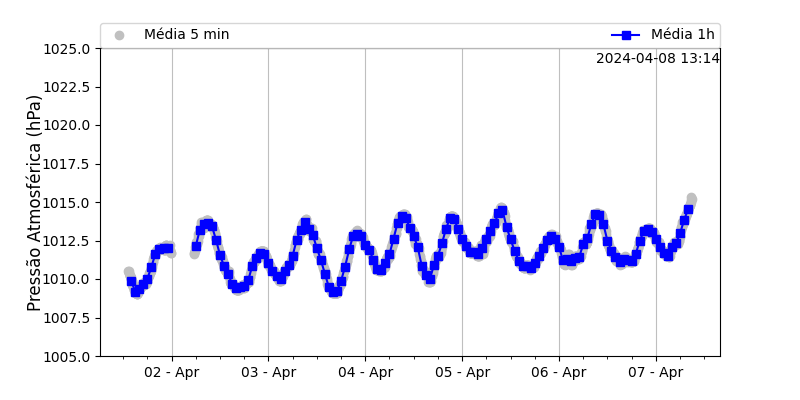 Média 5 min
Média 1h
2024-04-08 13:14
Pressão Atmosférica (hPa)
1025.0
1022.5
1020.0
1017.5
1015.0
1012.5
1010.0
1007.5
1005.0
02 - Apr
03 - Apr
04 - Apr
05 - Apr
06 - Apr
07 - Apr